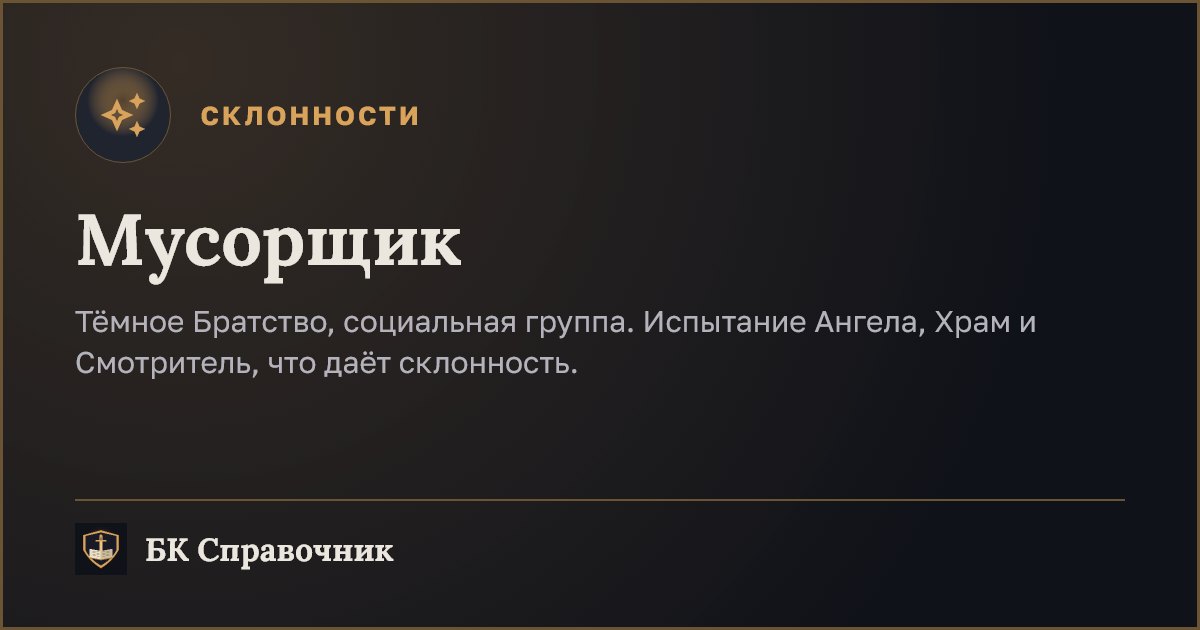 склонности
Мусорщик
Тёмное Братство, социальная группа. Испытание Ангела, Храм и
Смотритель, что даёт склонность.
БК Справочник